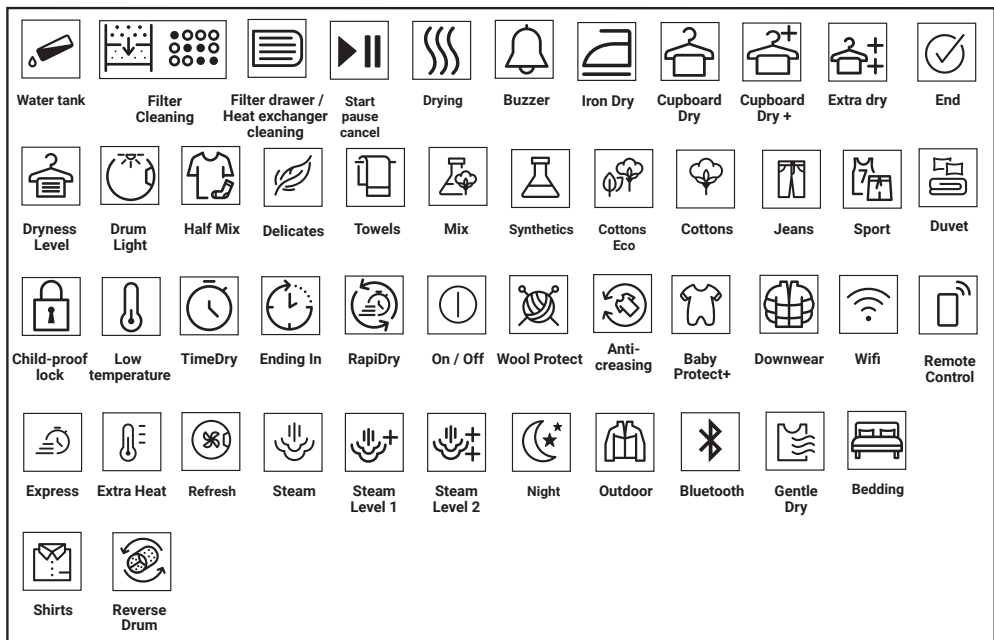 Water tank
Filter
Cleaning
Filter drawer /
Heat exchanger
cleaning
Start
pause
cancel
Drying
Buzzer
Iron Dry
Cupboard
Dry
Cupboard
Dry +
Extra dry
End
Dryness
Level
Drum
Light
Half Mix
Delicates
Towels
Mix
Synthetics
Cottons
Eco
Cottons
Jeans
7
Sport
Duvet
Child-proof
lock
Low
temperature
TimeDry
Ending In
RapiDry
On / Off
Wool Protect
Anti-
creasing
Baby
Protect+
Downwear
Wifi
Remote
Control
Express
Extra Heat
Refresh
Steam
Steam
Level 1
Steam
Level 2
Night
Outdoor
Bluetooth
Gentle
Dry
Bedding
Shirts
Reverse
Drum